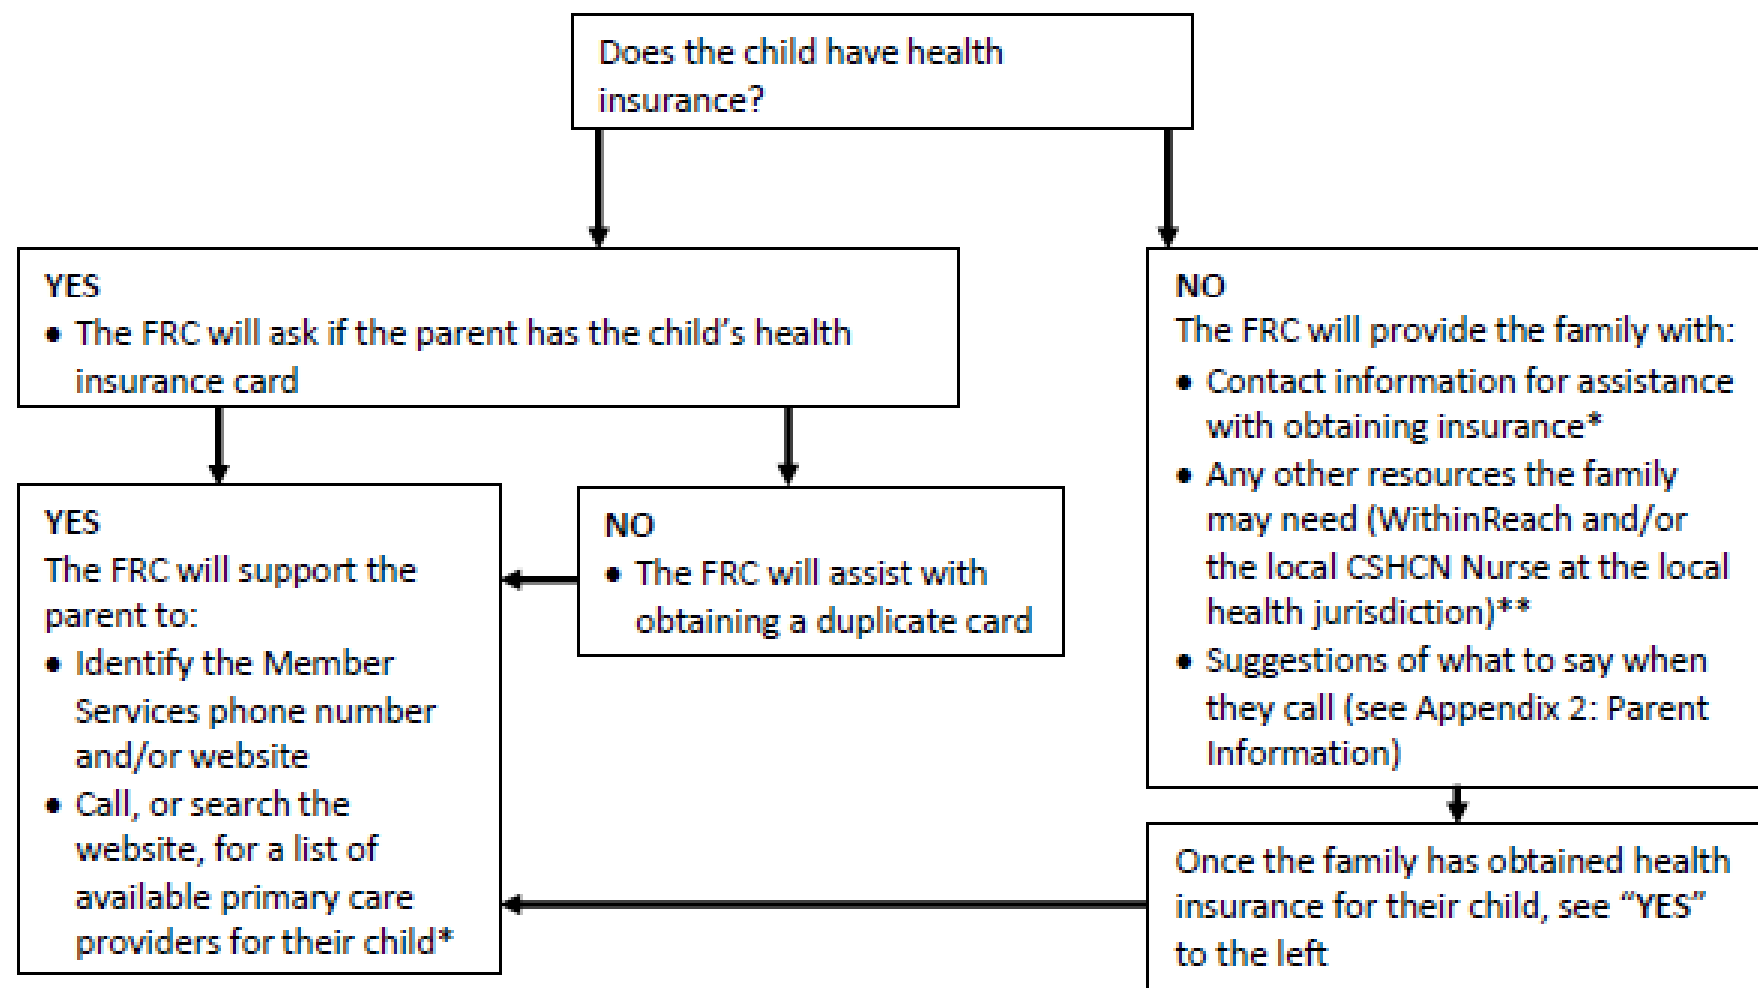 Does the child have health
insurance?
YES
• The FRC will ask if the parent has the child's health
insurance card
NO
The FRC will provide the family with:
• Contact information for assistance
with obtaining insurance*
• Any other resources the family
may need (WithinReach and/or
the local CSHCN Nurse at the local
health jurisdiction)**
• Suggestions of what to say when
they call (see Appendix 2: Parent
Information)
YES
The FRC will support the
parent to:
• Identify the Member
Services phone number
and/or website
• Call, or search the
website, for a list of
available primary care
providers for their child*
NO
• The FRC will assist with
obtaining a duplicate card
Once the family has obtained health
insurance for their child, see “YES”
to the left